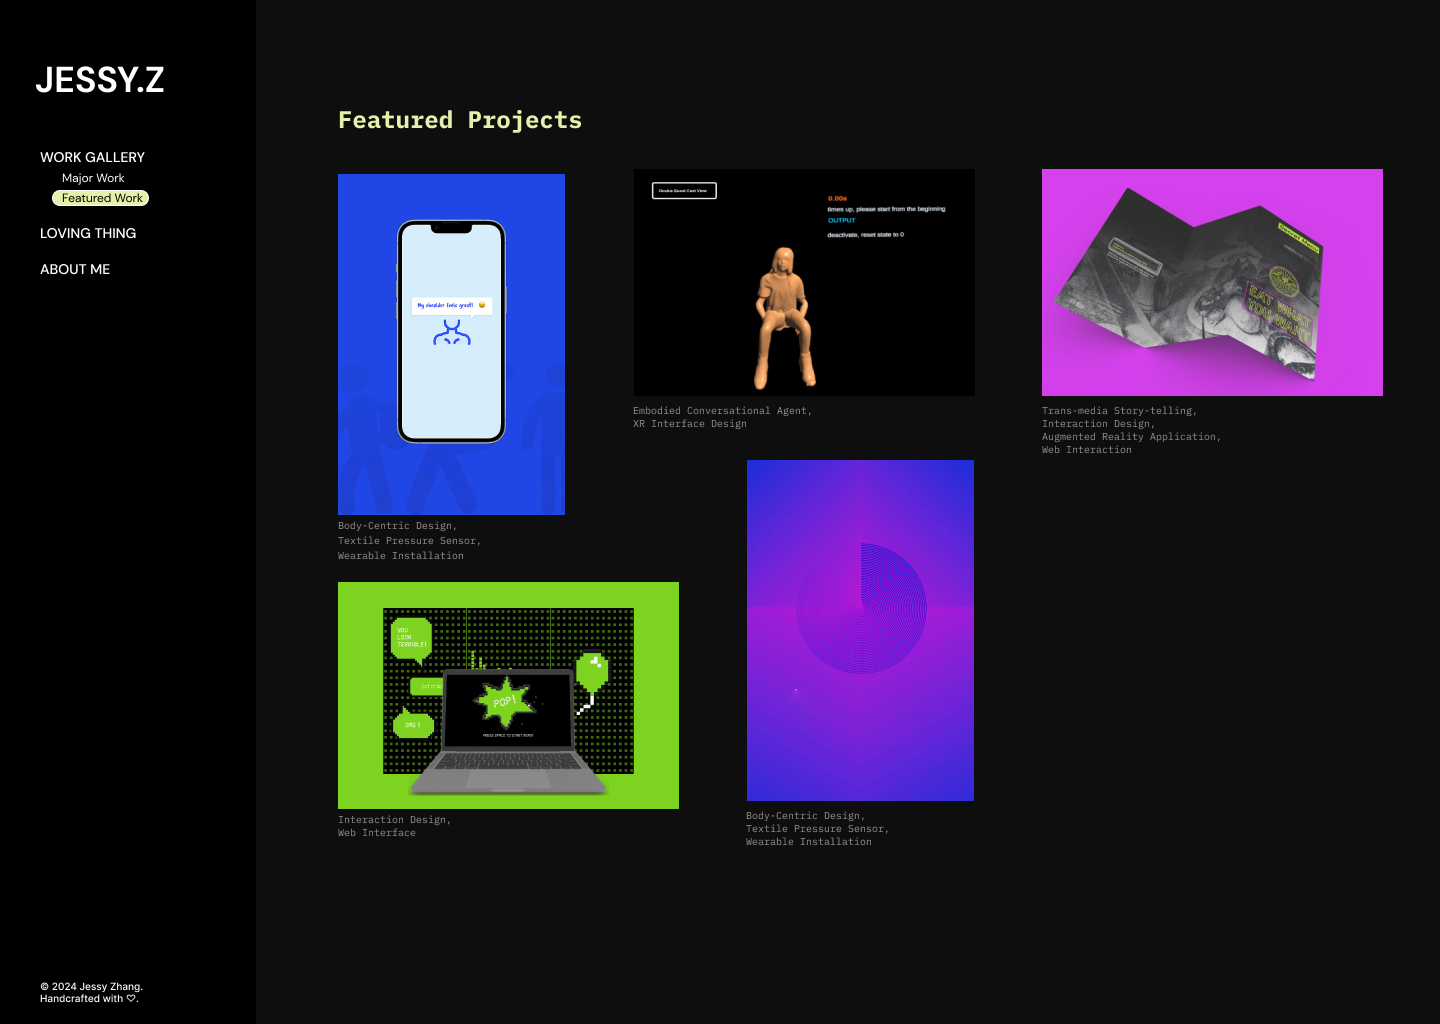 JESSY.Z
WORK GALLERY
Major Work
Featured Work
LOVING THING
ABOUT ME
© 2024 Jessy Zhang.
Handcrafted with ♡.
Featured Projects
My shoulder feels great! 😀
Body-Centric Design,
Textile Pressure Sensor,
Wearable Installation
Oculus Quest Cast View
0.00s
times up, please start from the beginning
OUTPUT
deactivate, reset state to 0
Embodied Conversational Agent,
XR Interface Design
Secret Menu
EAT WHAT
YOU WANT
Trans-media Story-telling,
Interaction Design,
Augmented Reality Application,
Web Interaction
YOU
LOOK
TERRIBLE!
OMG!
POP!
PRESS SPACE TO START
Interaction Design,
Web Interface
Body-Centric Design,
Textile Pressure Sensor,
Wearable Installation